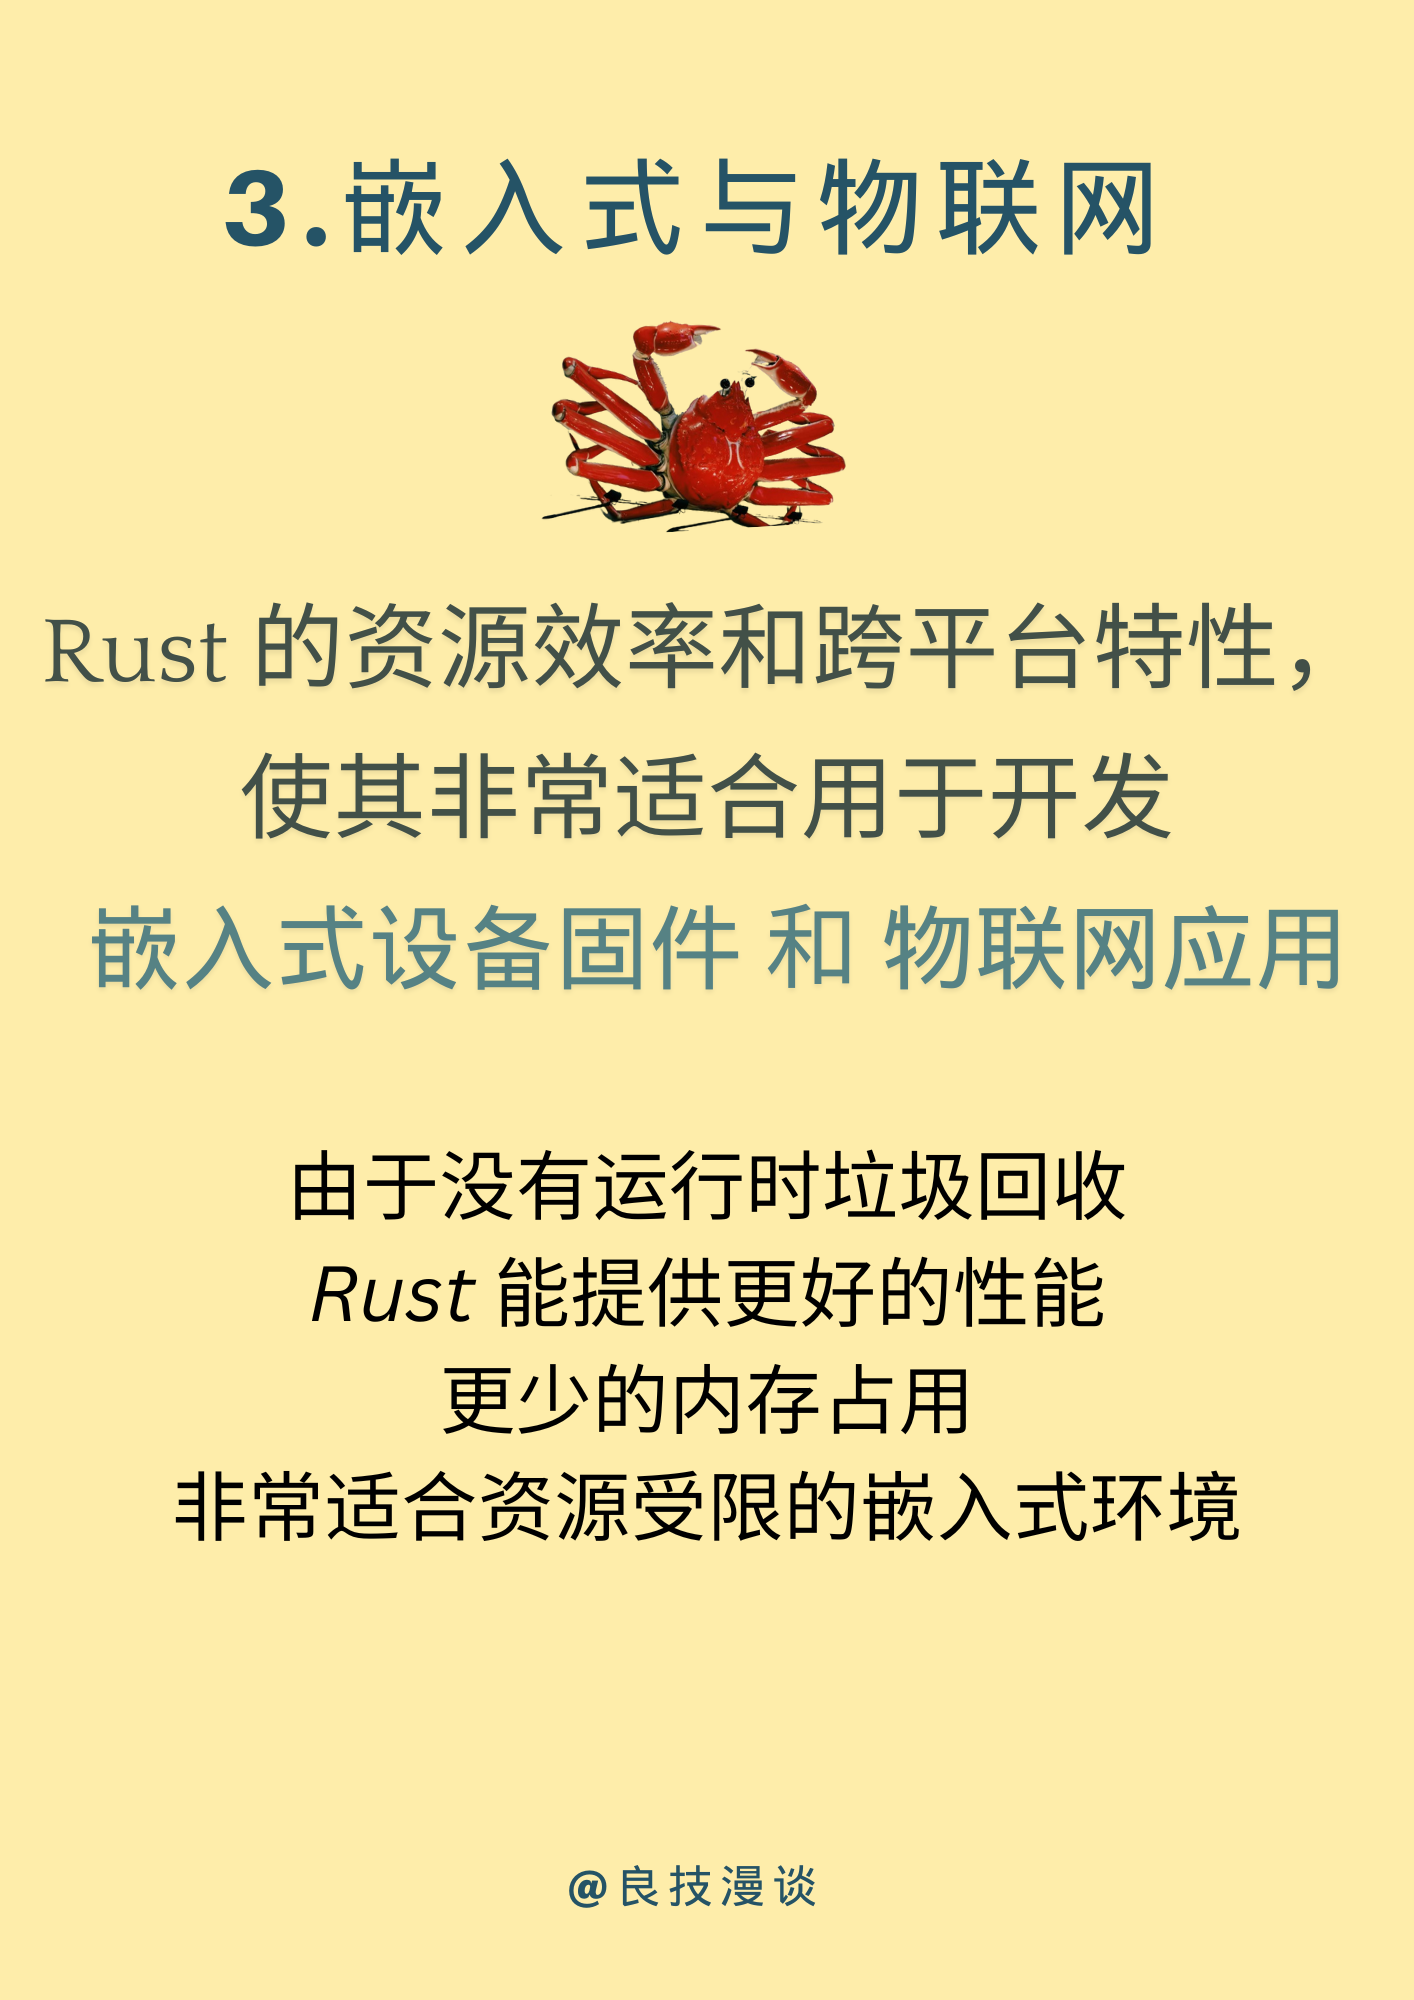 3.嵌入式与物联网
Rust 的资源效率和跨平台特性，
使其非常适合用于开发
嵌入式设备固件 和 物联网应用
由于没有运行时垃圾回收
Rust 能提供更好的性能
更少的内存占用
非常适合资源受限的嵌入式环境
@良技漫谈